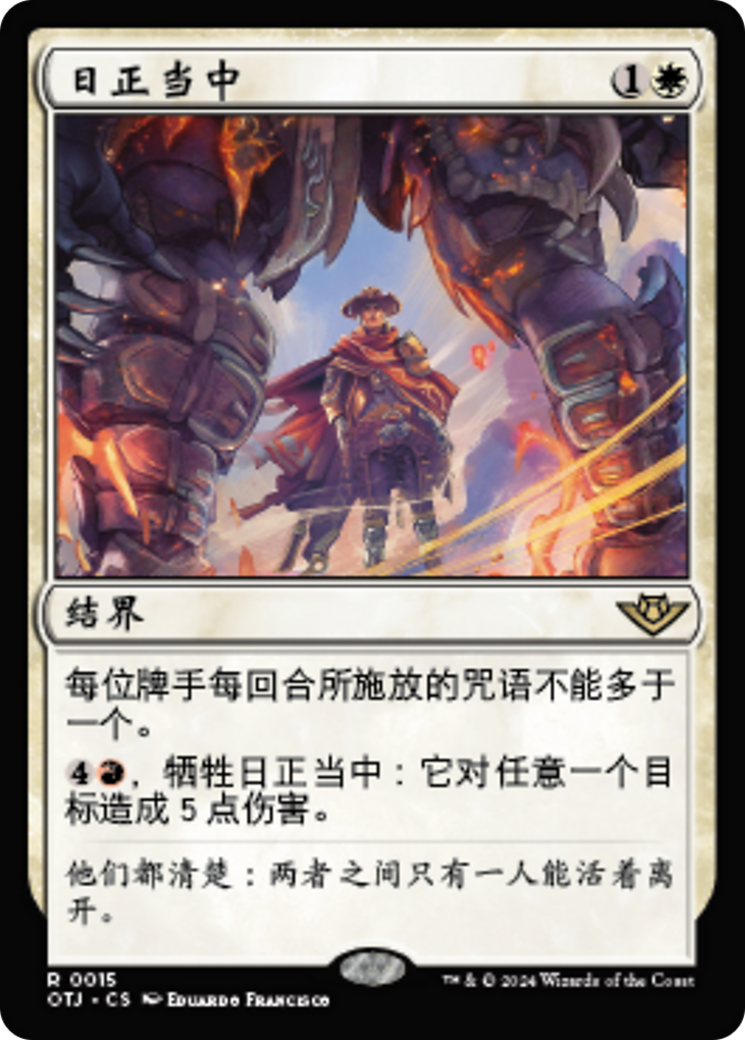 日正当中 1
结界
每位牌手每回合所施放的咒语不能多于
一个。
4，牺牲日正当中：它对任意一个目
标造成 5 点伤害。
他们都清楚：两者之间只有一人能活着离
开。
R 0015 ™ & © 2024 Wizards of the Coast
OTJ • CS Eduardo Francisco